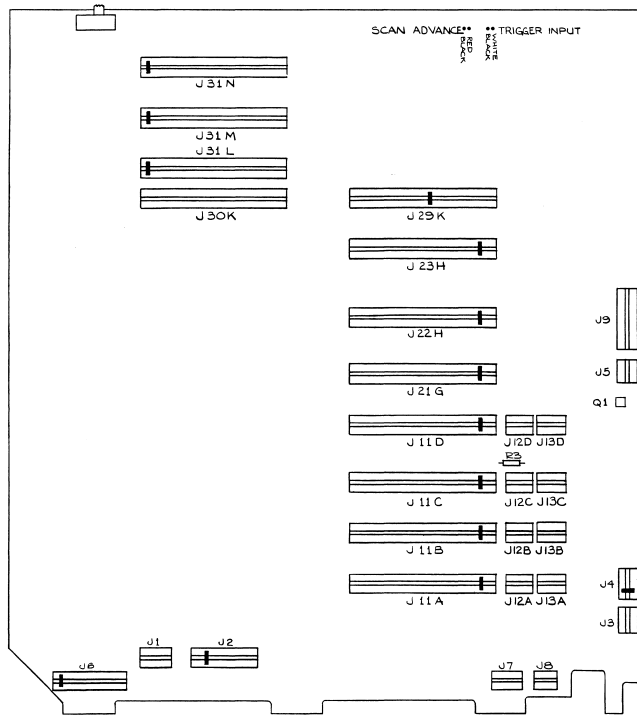 SCAN ADVANCE RED BLACK WHITE BLACK TRIGGER INPUT
J31N
J31M
J31L
J30K
J29K
J23H
J22H
J9
J21G
J5
Q1
J11D
J12D
J13D
R3
J11C
J12C
J13C
J11B
J12B
J13B
J11A
J12A
J13A
J4
J3
J1
J2
J6
J7
J8